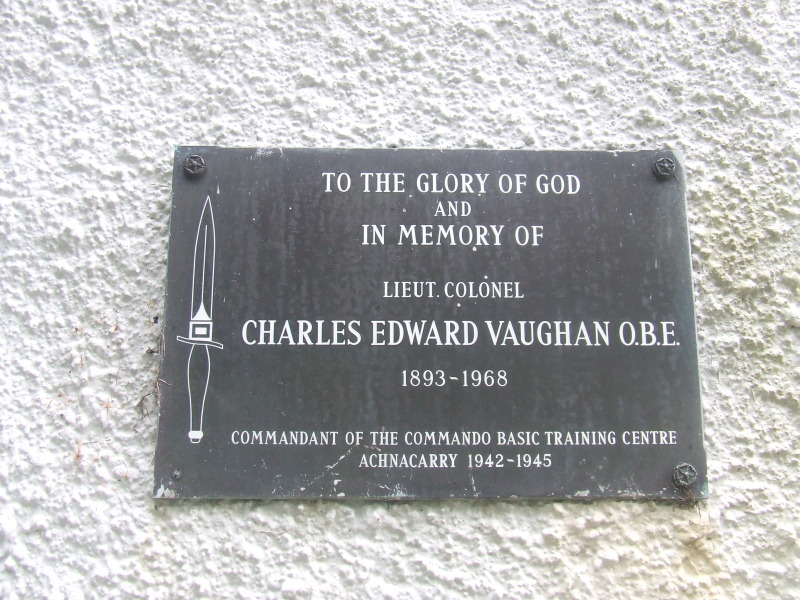 TO THE GLORY OF GOD
AND
IN MEMORY OF
LIEUT. COLONEL
CHARLES EDWARD VAUGHAN O.B.E.
1893~1968
COMMANDANT OF THE COMMANDO BASIC TRAINING CENTRE
ACHNACARRY 1942~1945